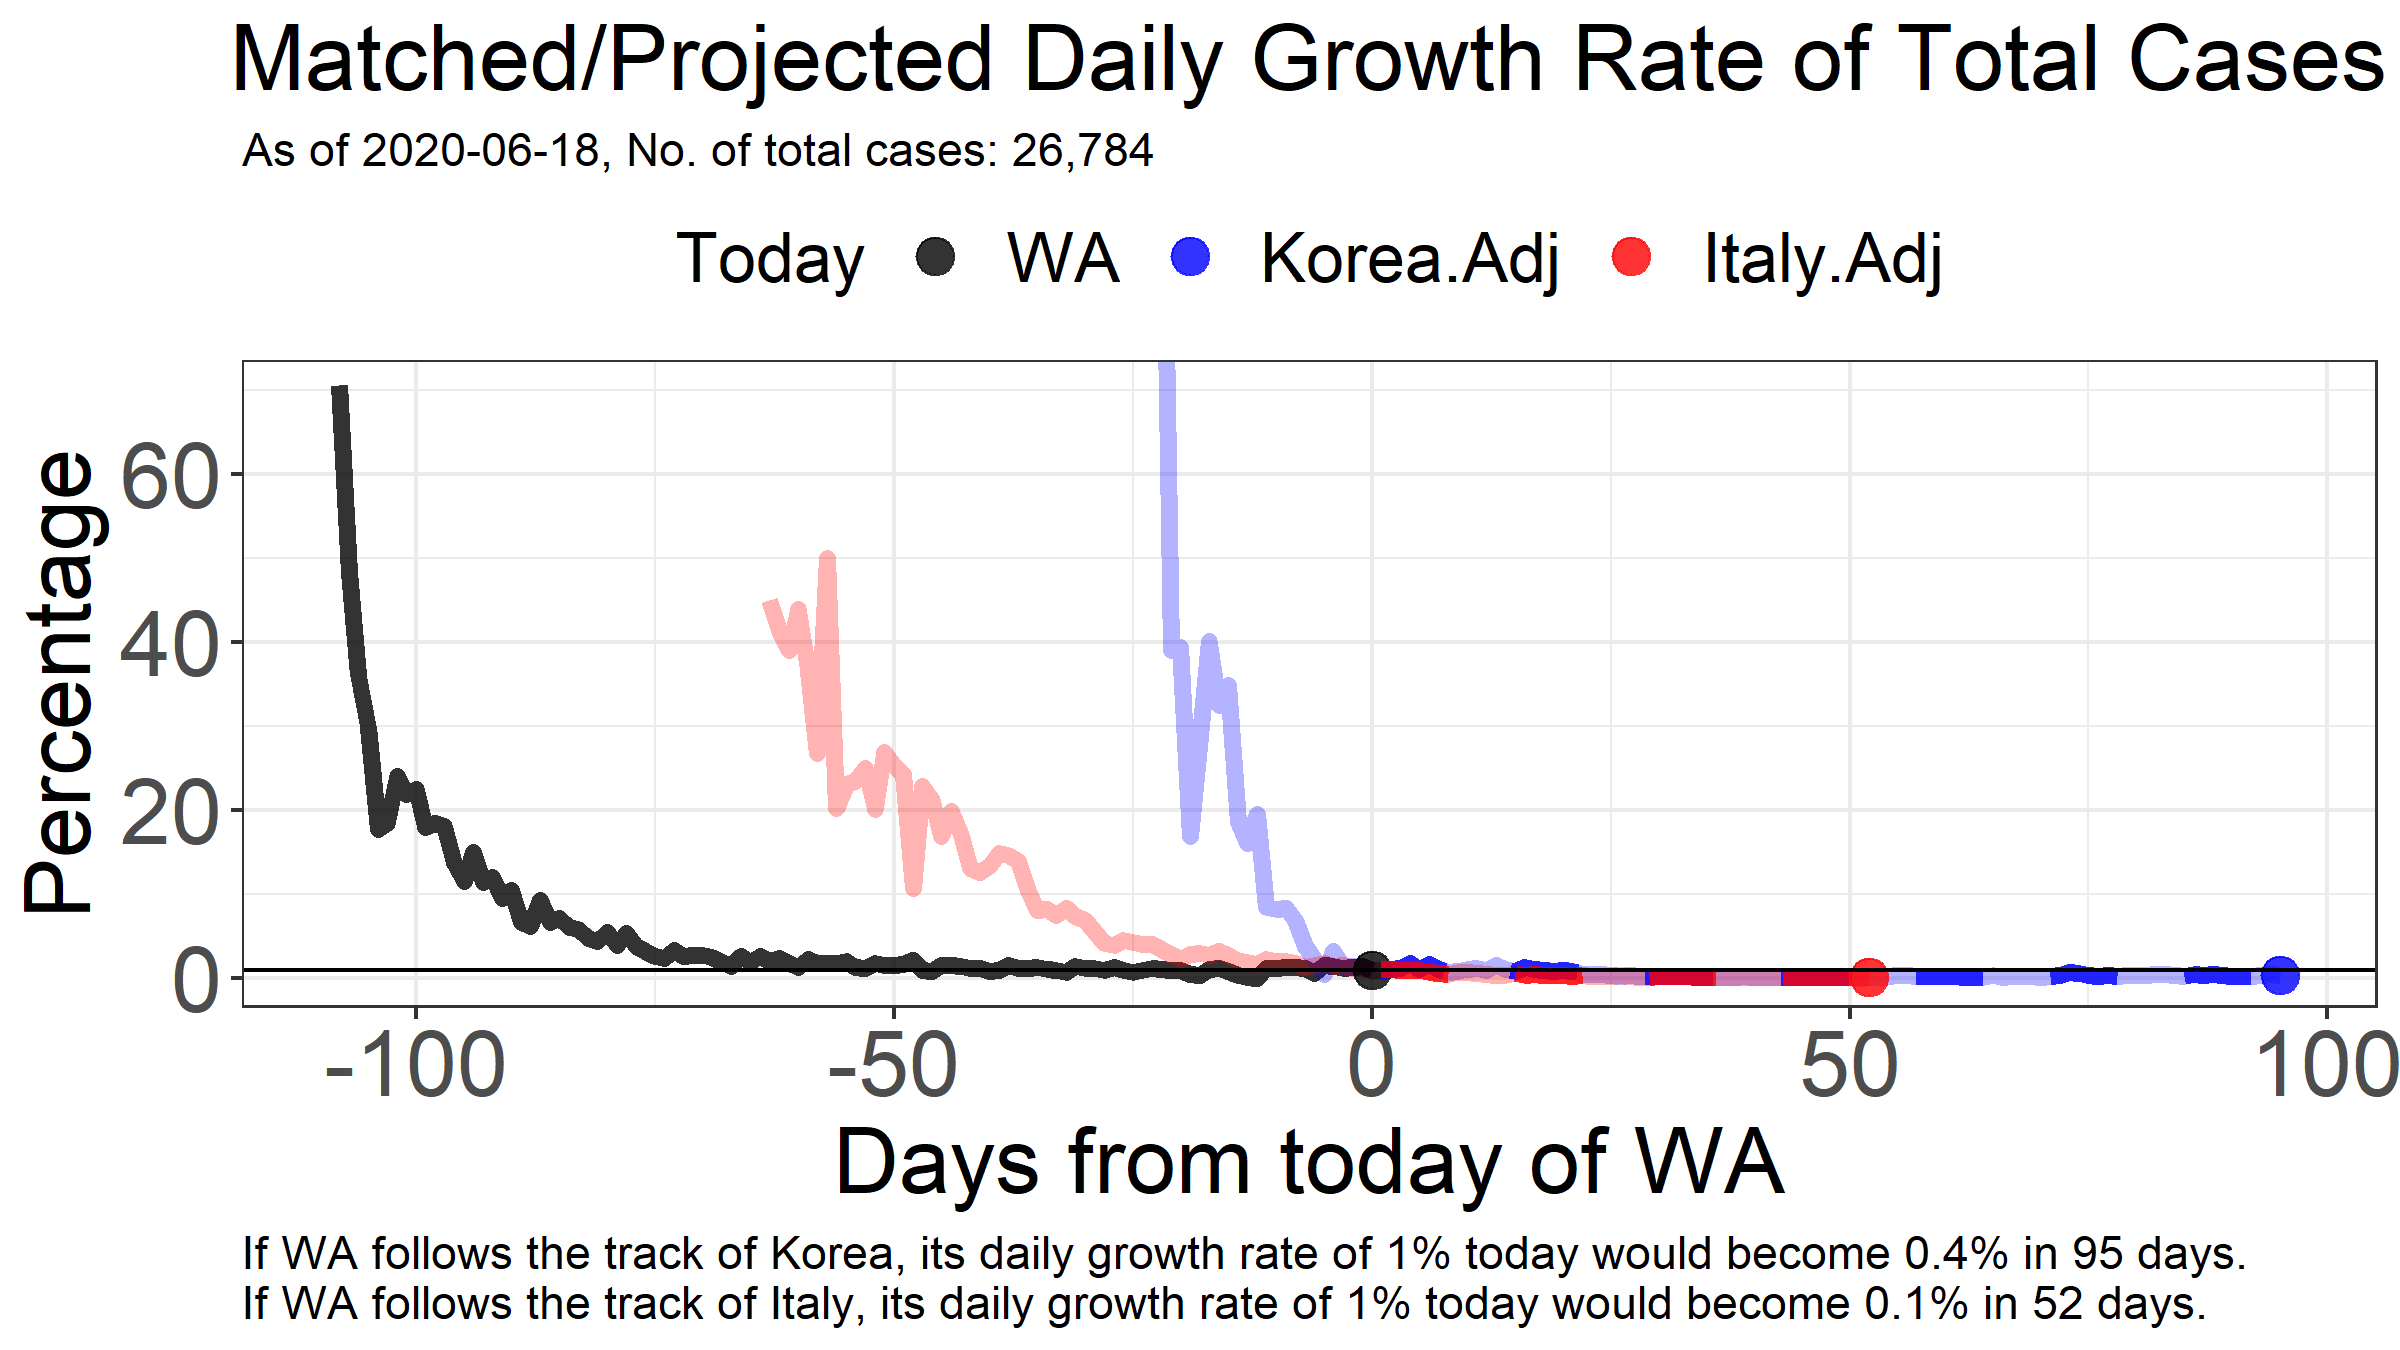 Matched/Projected Daily Growth Rate of Total Cases
As of 2020-06-18, No. of total cases: 26,784
Today WA Korea.Adj Italy.Adj
Percentage
60
40
20
0
-100 -50 0 50 100
Days from today of WA
If WA follows the track of Korea, its daily growth rate of 1% today would become 0.4% in 95 days.
If WA follows the track of Italy, its daily growth rate of 1% today would become 0.1% in 52 days.